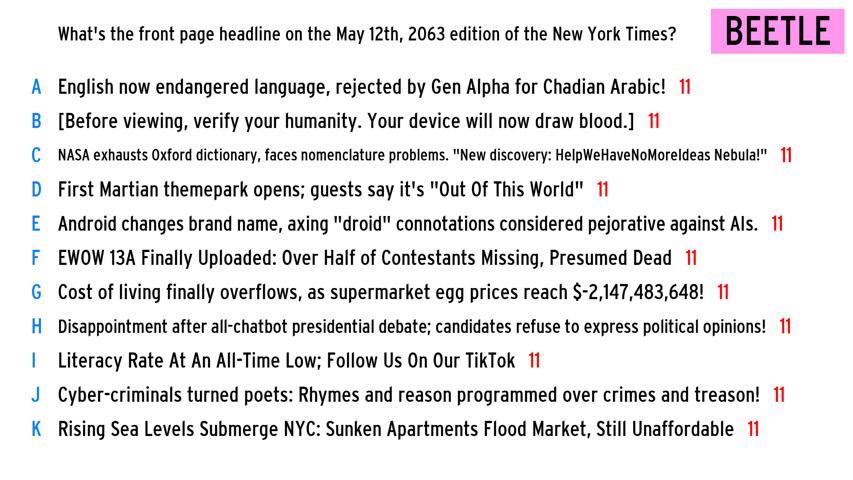 What's the front page headline on the May 12th, 2063 edition of the New York Times? BEETLE
A English now endangered language, rejected by Gen Alpha for Chadian Arabic! 11
B [Before viewing, verify your humanity. Your device will now draw blood.] 11
C NASA exhausts Oxford dictionary, faces nomenclature problems. "New discovery: HelpWeHaveNoMoreIdeas Nebula!" 11
D First Martian themepark opens; guests say it's "Out Of This World" 11
E Android changes brand name, axing "droid" connotations considered pejorative against AIs. 11
F EWOW 13A Finally Uploaded: Over Half of Contestants Missing, Presumed Dead 11
G Cost of living finally overflows, as supermarket egg prices reach $-2,147,483,648! 11
H Disappointment after all-chatbot presidential debate; candidates refuse to express political opinions! 11
I Literacy Rate At An All-Time Low; Follow Us On Our TikTok 11
J Cyber-criminals turned poets: Rhymes and reason programmed over crimes and treason! 11
K Rising Sea Levels Submerge NYC: Sunken Apartments Flood Market, Still Unaffordable 11